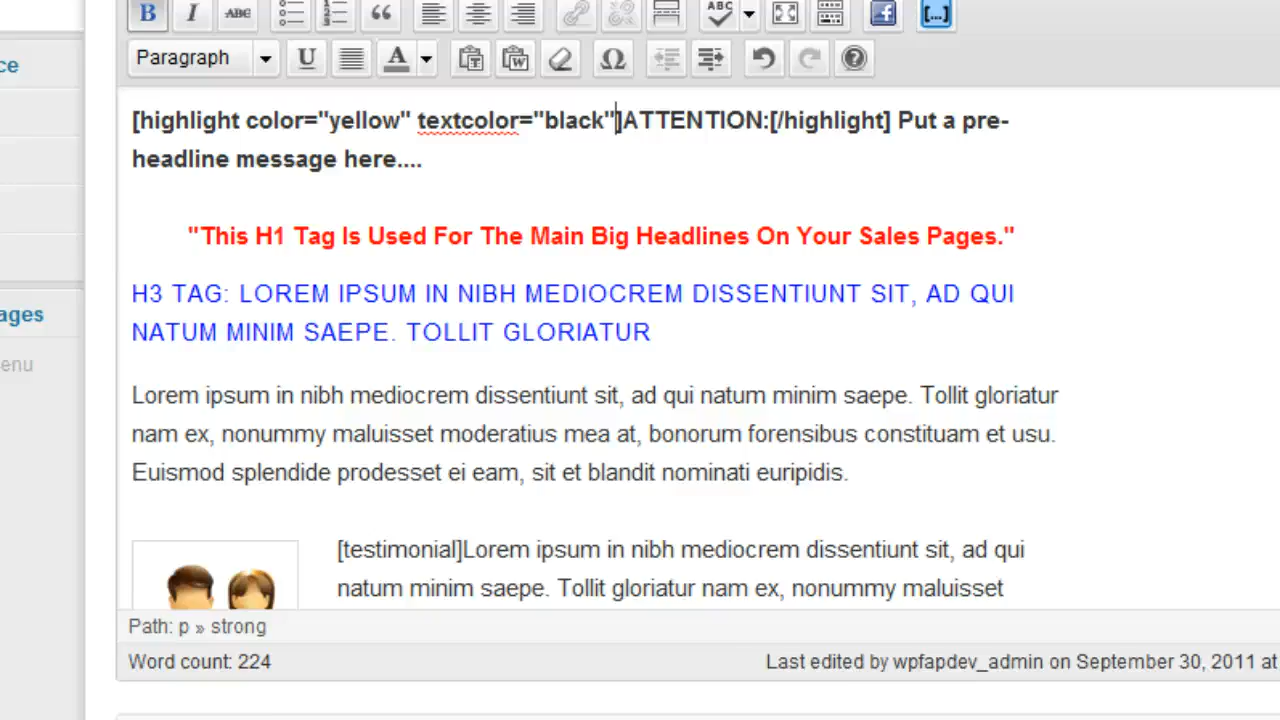 B I ABC ABC [...]
ce
Paragraph U A T W Ω ?
[highlight color="yellow" textcolor="black"]ATTENTION:[/highlight] Put a pre-
headline message here....
"This H1 Tag Is Used For The Main Big Headlines On Your Sales Pages."
H3 TAG: LOREM IPSUM IN NIBH MEDIOCREM DISSENTIUNT SIT, AD QUI
ages
NATUM MINIM SAEPE. TOLLIT GLORIATUR
enu
Lorem ipsum in nibh mediocrem dissentiunt sit, ad qui natum minim saepe. Tollit gloriatur
nam ex, nonummy maluisset moderatius mea at, bonorum forensibus constituam et usu.
Euismod splendide prodesset ei eam, sit et blandit nominati euripidis.
[testimonial]Lorem ipsum in nibh mediocrem dissentiunt sit, ad qui
natum minim saepe. Tollit gloriatur nam ex, nonummy maluisset
Path: p » strong
Word count: 224
Last edited by wpfapdev_admin on September 30, 2011 at